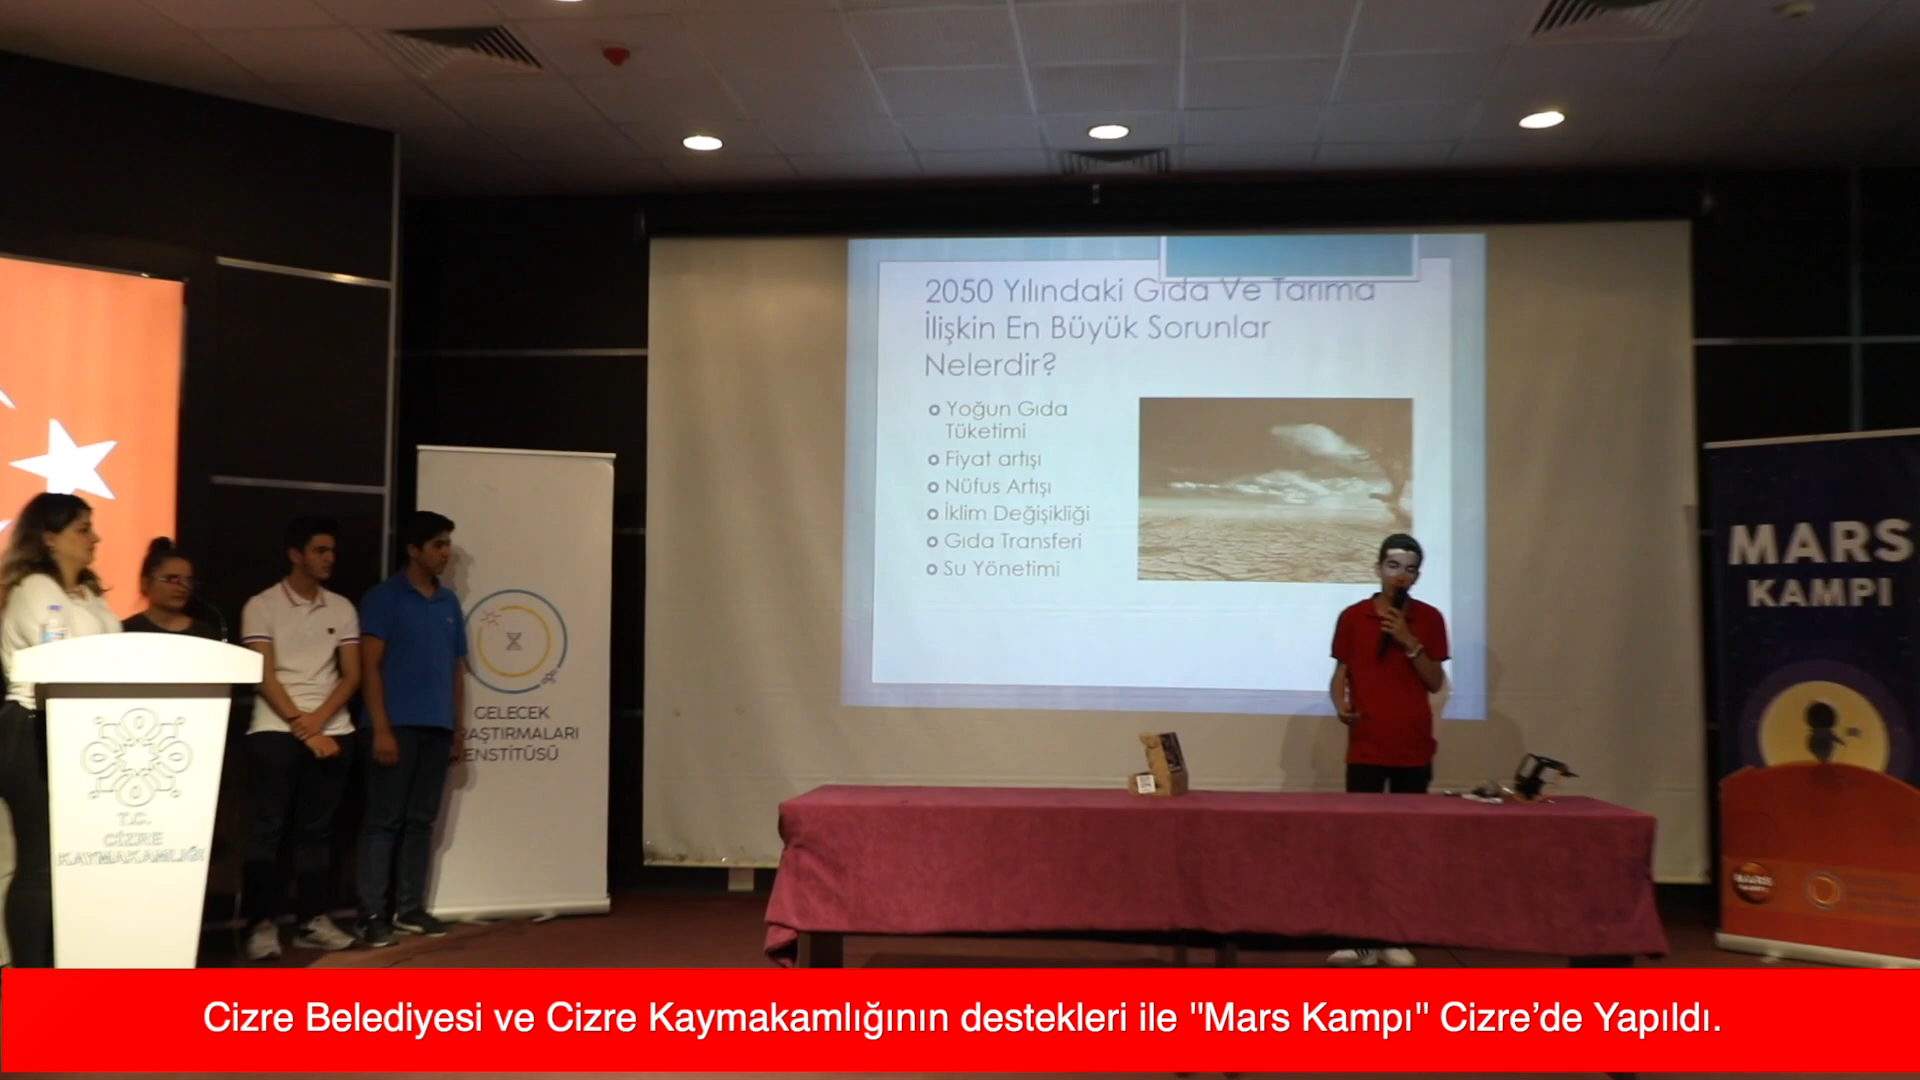 2050 Yılındaki Gıda Ve Tarıma
İlişkin En Büyük Sorunlar
Nelerdir?
Yoğun Gıda
Tüketimi
Fiyat artışı
Nüfus Artışı
İklim Değişikliği
Gıda Transferi
Su Yönetimi
MARS
KAMPI
GELECEK
RAŞTIRMALARI
ENSTİTÜSÜ
T.C.
CİZRE
KAYMAKAMLIĞI
MARS
Cizre Belediyesi ve Cizre Kaymakamlığının destekleri ile "Mars Kampı" Cizre’de Yapıldı.